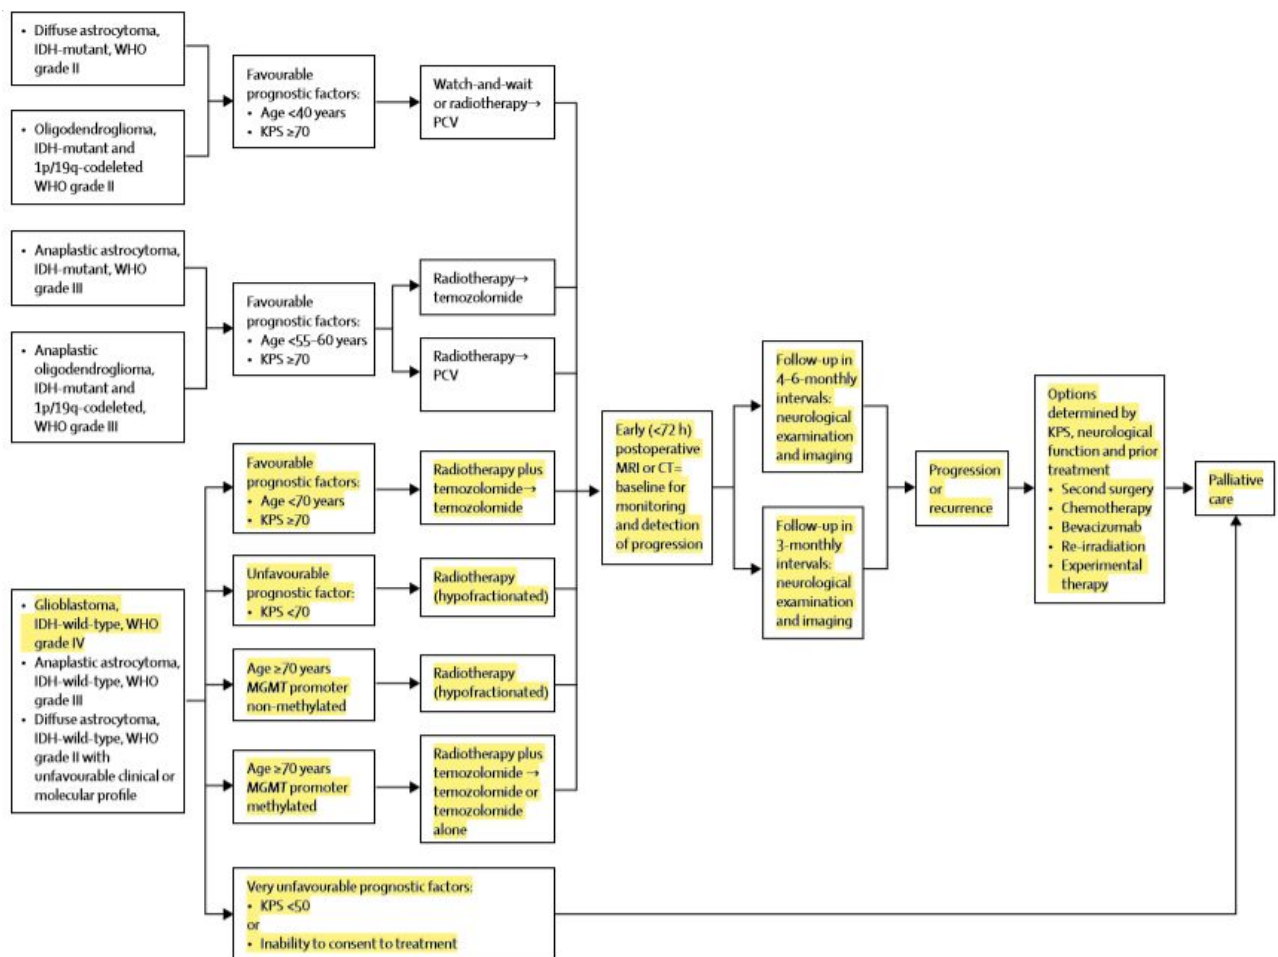 • Diffuse astrocytoma,
IDH-mutant, WHO
grade II
• Oligodendroglioma,
IDH-mutant and
1p/19q-codeleted
WHO grade II
Favourable
prognostic factors:
• Age <40 years
• KPS ≥70
Watch-and-wait
or radiotherapy→
PCV
• Anaplastic astrocytoma,
IDH-mutant, WHO
grade III
• Anaplastic
oligodendroglioma,
IDH-mutant and
1p/19q-codeleted,
WHO grade III
Favourable
prognostic factors:
• Age <55–60 years
• KPS ≥70
Radiotherapy→
temozolomide
Radiotherapy→
PCV
• Glioblastoma,
IDH-wild-type, WHO
grade IV
• Anaplastic astrocytoma,
IDH-wild-type, WHO
grade III
• Diffuse astrocytoma,
IDH-wild-type, WHO
grade II with
unfavourable clinical or
molecular profile
Favourable
prognostic factors:
• Age <70 years
• KPS ≥70
Radiotherapy plus
temozolomide→
temozolomide
Unfavourable
prognostic factor:
• KPS <70
Radiotherapy
(hypofractionated)
Age ≥70 years
MGMT promoter
non-methylated
Radiotherapy
(hypofractionated)
Age ≥70 years
MGMT promoter
methylated
Radiotherapy plus
temozolomide →
temozolomide or
temozolomide
alone
Very unfavourable prognostic factors:
• KPS <50
or
• Inability to consent to treatment
Early (<72 h)
postoperative
MRI or CT=
baseline for
monitoring
and detection
of progression
Follow-up in
4–6-monthly
intervals:
neurological
examination
and imaging
Follow-up in
3-monthly
intervals:
neurological
examination
and imaging
Progression
or
recurrence
Options
determined by
KPS, neurological
function and prior
treatment
• Second surgery
• Chemotherapy
• Bevacizumab
• Re-irradiation
• Experimental
therapy
Palliative
care